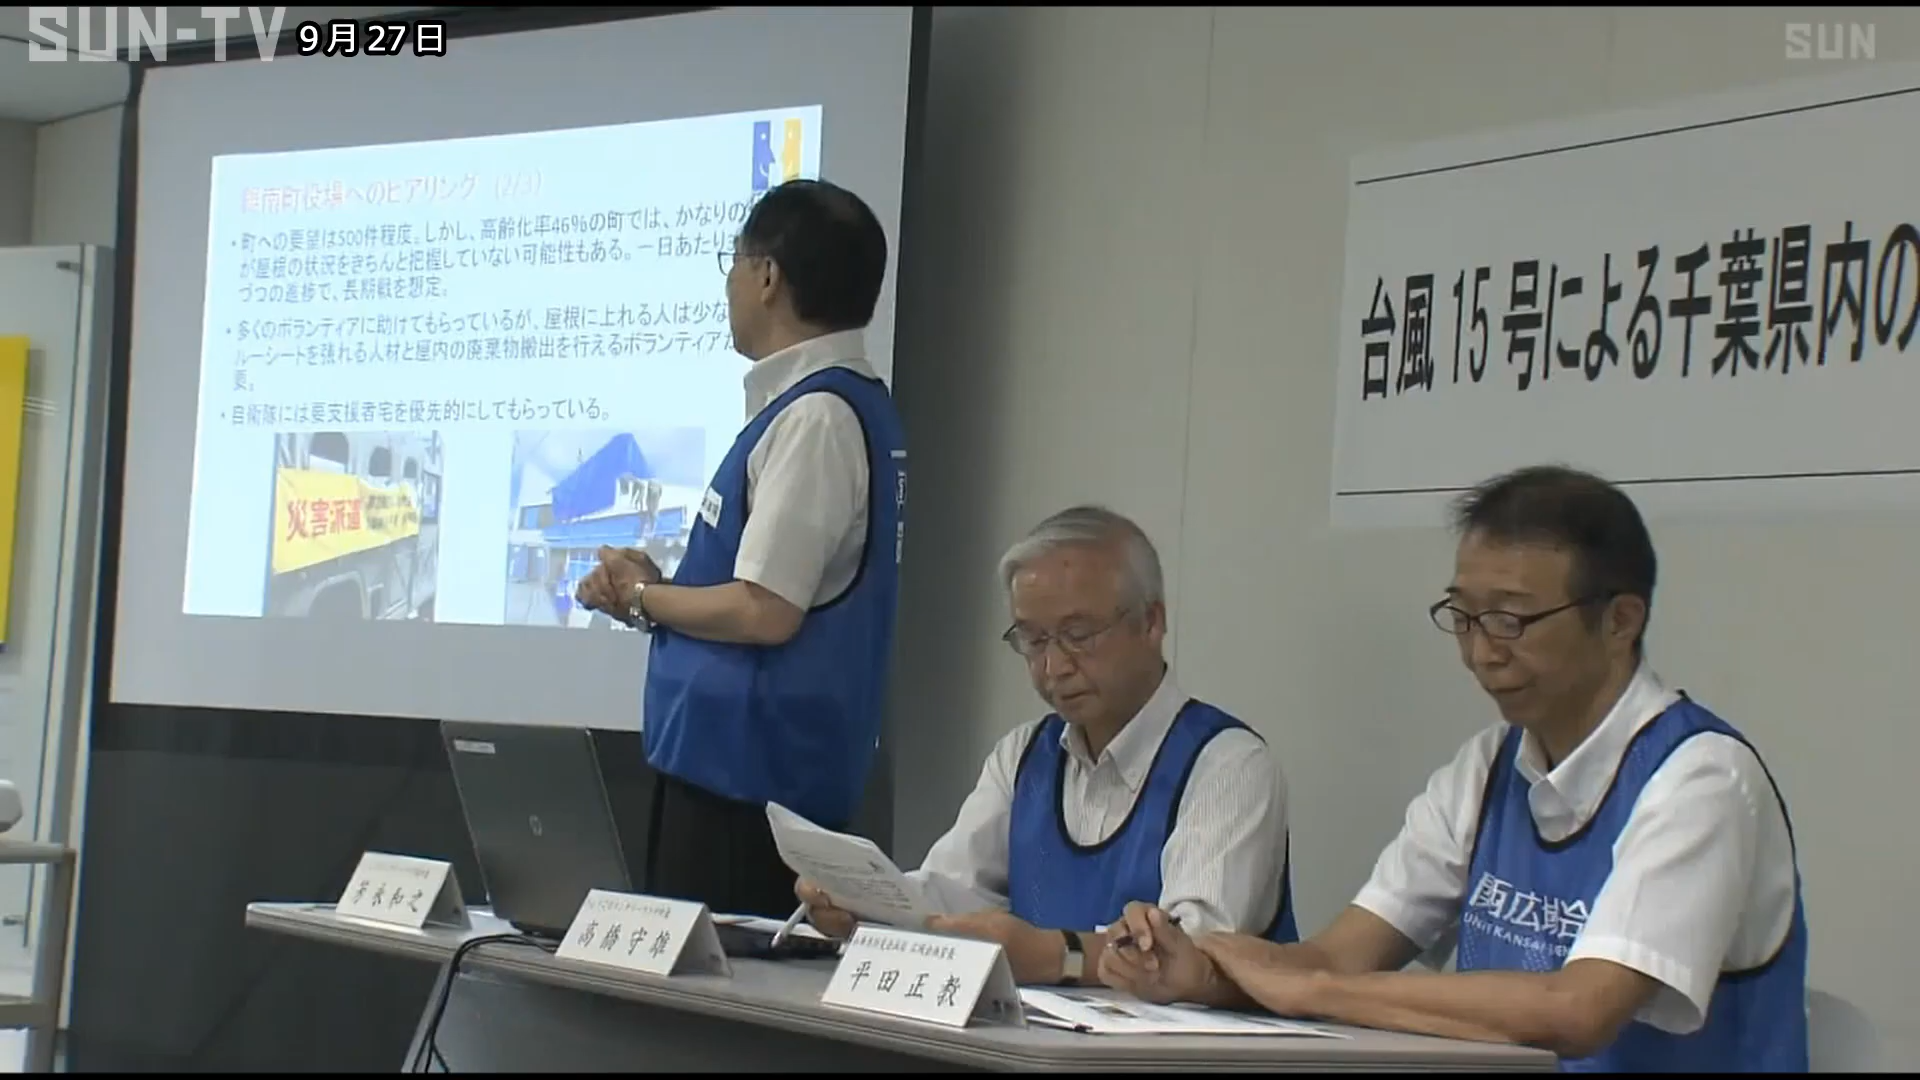 SUN-TV
9月27日
SUN
鋸南町役場へのヒアリング (2/3)
・町への要望は500件程度。しかし、高齢化率46%の町では、かなりの
が屋根の状況をきちんと把握していない可能性もある。一日あたり3
づつの進捗で、長期戦を想定。
・多くのボランティアに助けてもらっているが、屋根に上れる人は少な
ルーシートを張れる人材と屋内の廃棄物搬出を行えるボランティアが
要。
・自衛隊には要支援者宅を優先的にしてもらっている。
災害派遣
台風 15 号による千葉県内の
芳永和之
高橋守雄
平田正教
関西広